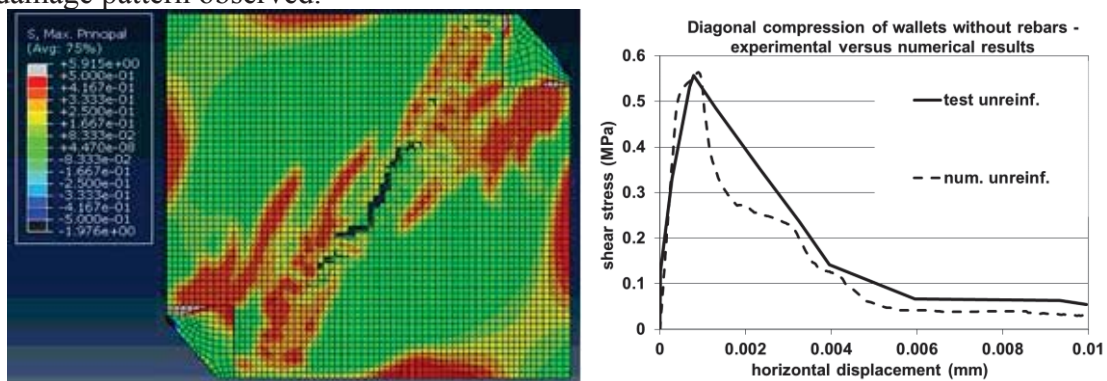 damage pattern observed.
S, Max. Principal
(Avg: 75%)
+5.915e+00
+5.000e-01
+4.167e-01
+3.333e-01
+2.500e-01
+1.667e-01
+8.333e-02
+4.470e-08
-8.333e-02
-1.667e-01
-2.500e-01
-3.333e-01
-4.167e-01
-5.000e-01
-1.976e+00
Diagonal compression of wallets without rebars -
experimental versus numerical results
0.6
0.5
0.4
0.3
0.2
0.1
0
shear stress (MPa)
test unreinf.
num. unreinf.
0 0.002 0.004 0.006 0.008 0.01
horizontal displacement (mm)